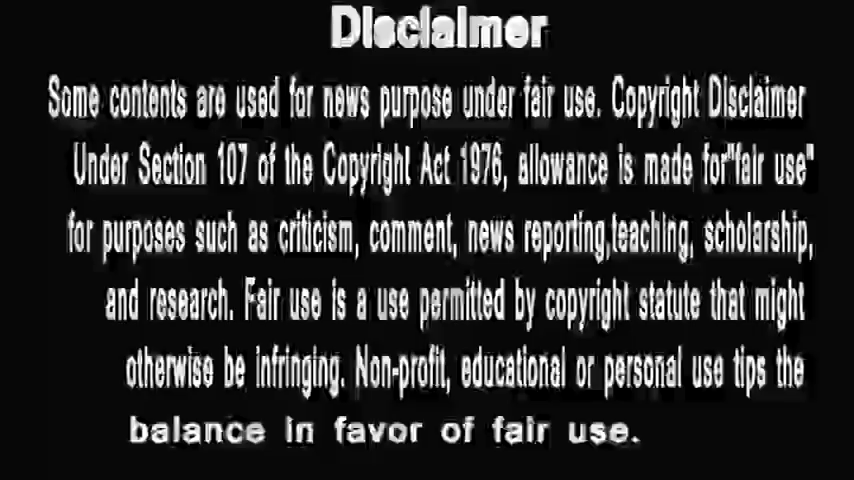 Disclaimer
Some contents are used for news purpose under fair use. Copyright Disclaimer
Under Section 107 of the Copyright Act 1976, allowance is made for"fair use"
for purposes such as criticism, comment, news reporting,teaching, scholarship,
and research. Fair use is a use permitted by copyright statute that might
otherwise be infringing. Non-profit, educational or personal use tips the
balance in favor of fair use.